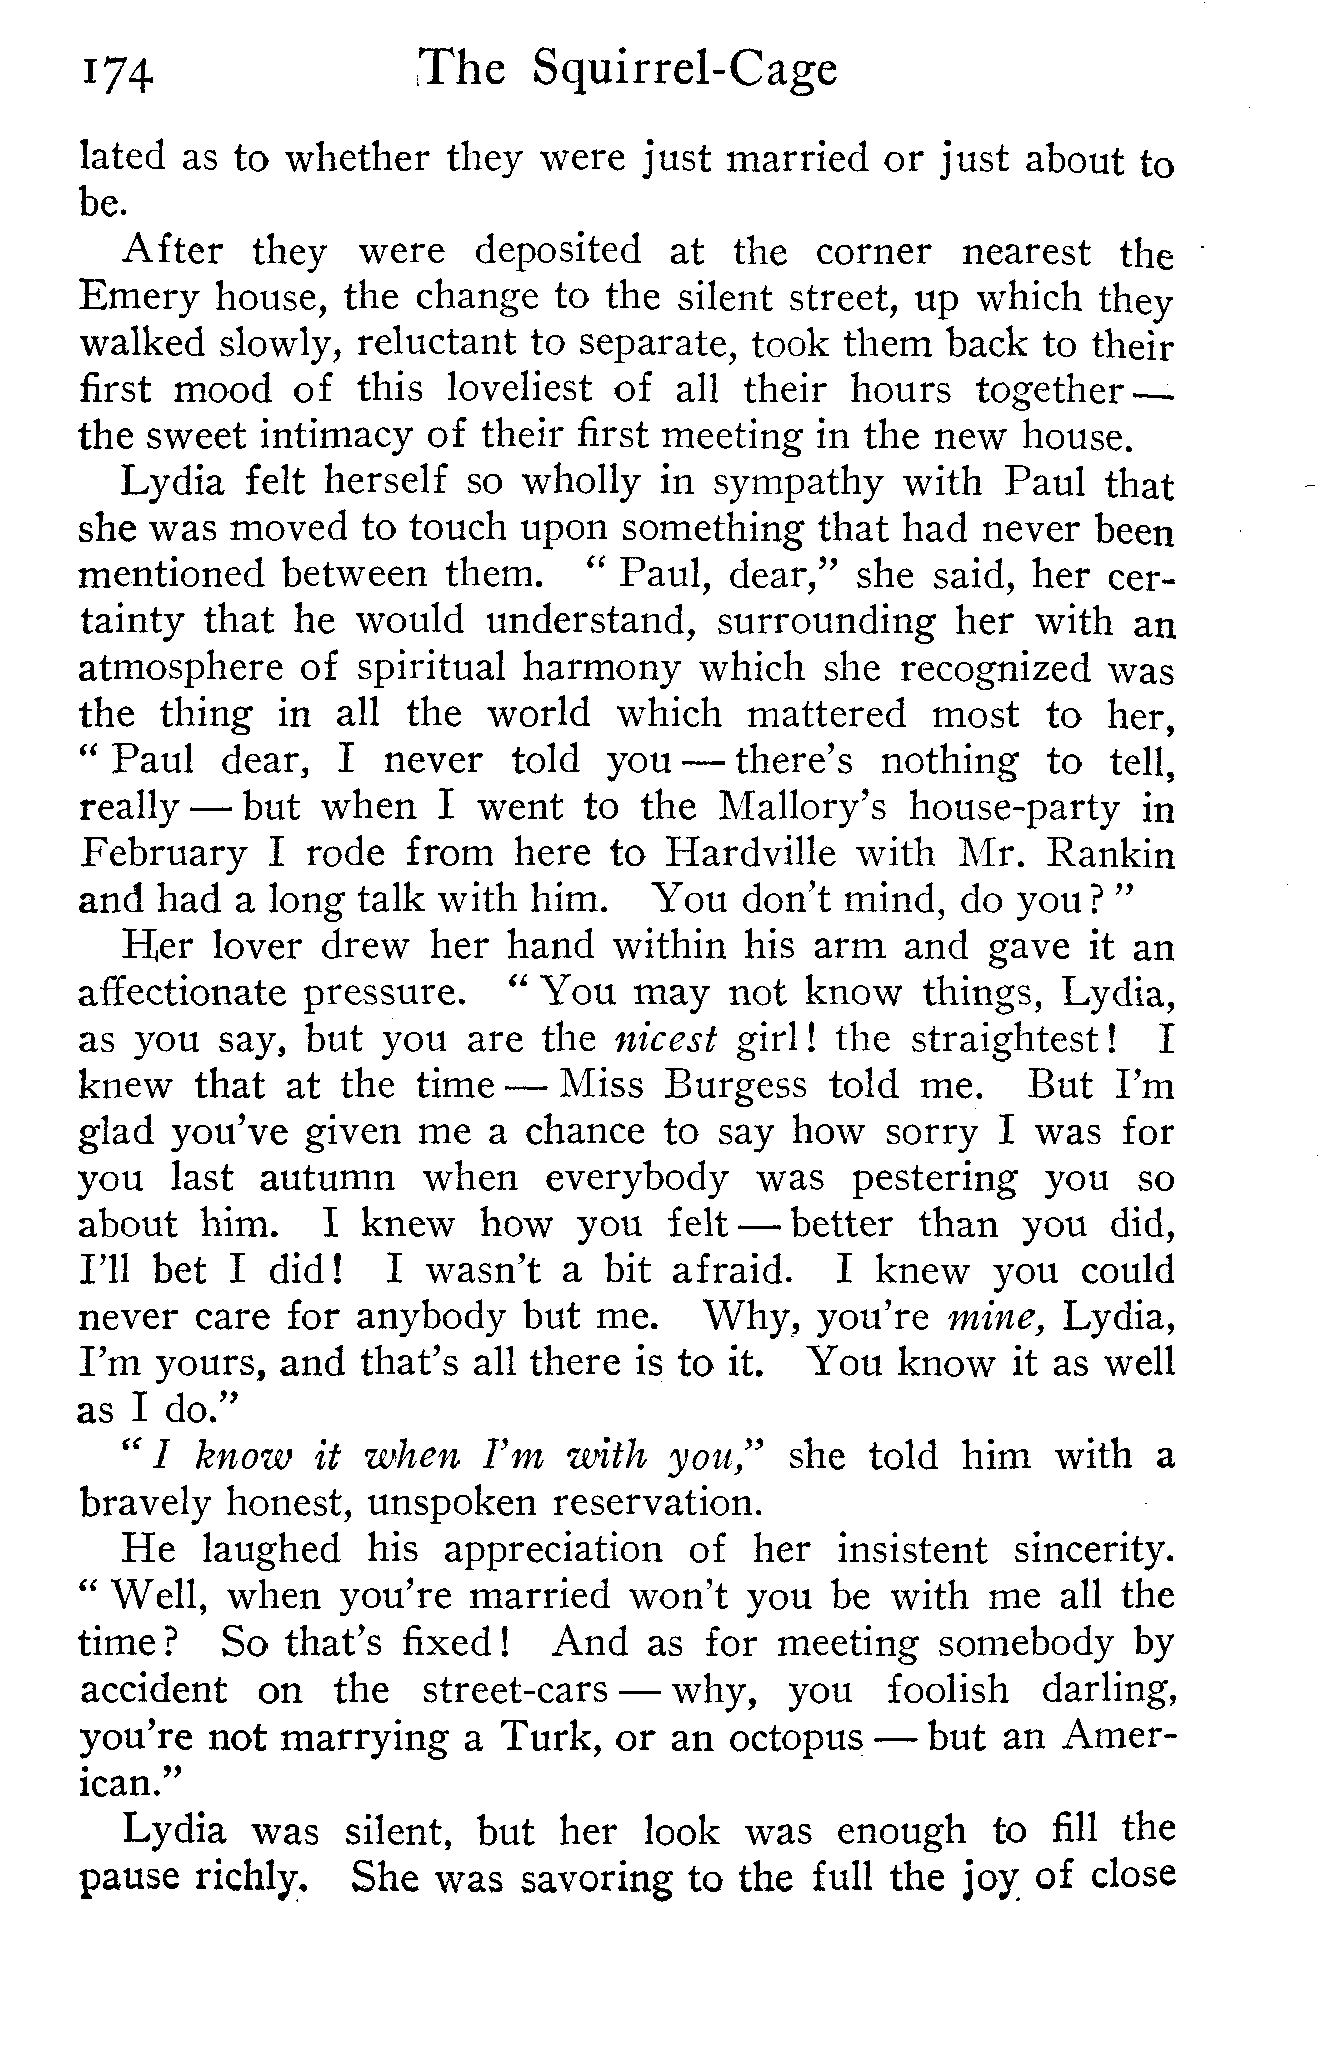 174 The Squirrel-Cage
lated as to whether they were just married or just about to
be.
After they were deposited at the corner nearest the
Emery house, the change to the silent street, up which they
walked slowly, reluctant to separate, took them back to their
first mood of this loveliest of all their hours together —
the sweet intimacy of their first meeting in the new house.
Lydia felt herself so wholly in sympathy with Paul that
she was moved to touch upon something that had never been
mentioned between them. " Paul, dear," she said, her cer-
tainty that he would understand, surrounding her with an
atmosphere of spiritual harmony which she recognized was
the thing in all the world which mattered most to her,
" Paul dear, I never told you — there's nothing to tell,
really — but when I went to the Mallory's house-party in
February I rode from here to Hardville with Mr. Rankin
and had a long talk with him. You don't mind, do you? "
Her lover drew her hand within his arm and gave it an
affectionate pressure. " You may not know things, Lydia,
as you say, but you are the nicest girl! the straightest! I
knew that at the time — Miss Burgess told me. But I'm
glad you've given me a chance to say how sorry I was for
you last autumn when everybody was pestering you so
about him. I knew how you felt — better than you did,
I'll bet I did! I wasn't a bit afraid. I knew you could
never care for anybody but me. Why, you're mine, Lydia,
I'm yours, and that's all there is to it. You know it as well
as I do."
" I know it when I'm with you," she told him with a
bravely honest, unspoken reservation.
He laughed his appreciation of her insistent sincerity.
" Well, when you're married won't you be with me all the
time? So that's fixed! And as for meeting somebody by
accident on the street-cars — why, you foolish darling,
you're not marrying a Turk, or an octopus — but an Amer-
ican."
Lydia was silent, but her look was enough to fill the
pause richly. She was savoring to the full the joy of close